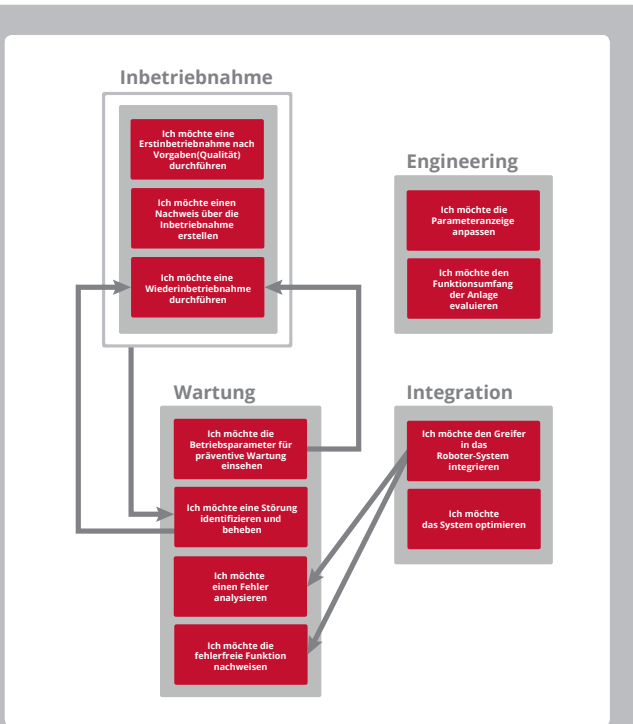 Inbetriebnahme
Ich möchte eine
Erstinbetriebnahme nach
Vorgaben(Qualität)
durchführen
Ich möchte einen
Nachweis über die
Inbetriebnahme
erstellen
Ich möchte eine
Wiederinbetriebnahme
durchführen
Engineering
Ich möchte die
Parameteranzeige
anpassen
Ich möchte den
Funktionsumfang
der Anlage
evaluieren
Wartung
Ich möchte die
Betriebsparameter für
präventive Wartung
einsehen
Ich möchte eine Störung
identifizieren und
beheben
Ich möchte
einen Fehler
analysieren
Ich möchte die
fehlerfreie Funktion
nachweisen
Integration
Ich möchte den Greifer
in das
Roboter-System
integrieren
Ich möchte
das System optimieren